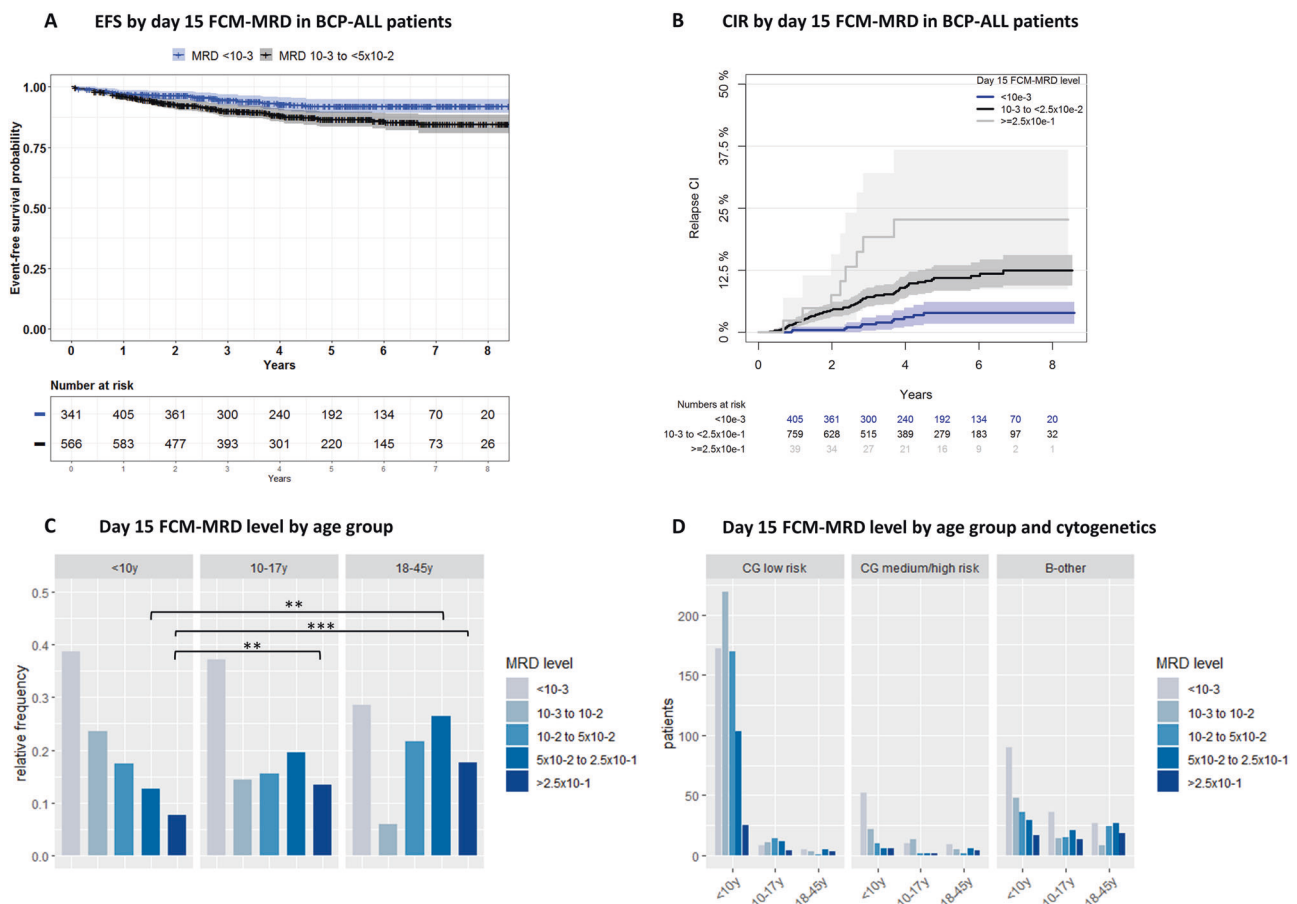 A EFS by day 15 FCM-MRD in BCP-ALL patients
MRD <10-3 MRD 10-3 to <5x10-2
Event-free survival probability
1.00
0.75
0.50
0.25
0.00
0 1 2 3 4 5 6 7 8
Years
Number at risk
341 405 361 300 240 192 134 70 20
566 583 477 393 301 220 145 73 26
0 1 2 3 4 5 6 7 8
Years
B CIR by day 15 FCM-MRD in BCP-ALL patients
Day 15 FCM-MRD level
<10e-3
10-3 to <2.5x10e-2
>=2.5x10e-1
Relapse CI
50 %
37.5 %
25 %
12.5 %
0 %
0 2 4 6 8
Years
Numbers at risk
<10e-3 405 361 300 240 192 134 70 20
10-3 to <2.5x10e-1 759 628 515 389 279 183 97 32
>=2.5x10e-1 39 34 27 21 16 9 2 1
C Day 15 FCM-MRD level by age group
<10y 10-17y 18-45y
relative frequency
0.5
0.4
0.3
0.2
0.1
0.0
**
***
**
MRD level
<10-3
10-3 to 10-2
10-2 to 5x10-2
5x10-2 to 2.5x10-1
>2.5x10-1
D Day 15 FCM-MRD level by age group and cytogenetics
CG low risk CG medium/high risk B-other
patients
200
150
100
50
0
<10y 10-17y 18-45y <10y 10-17y 18-45y <10y 10-17y 18-45y
MRD level
<10-3
10-3 to 10-2
10-2 to 5x10-2
5x10-2 to 2.5x10-1
>2.5x10-1